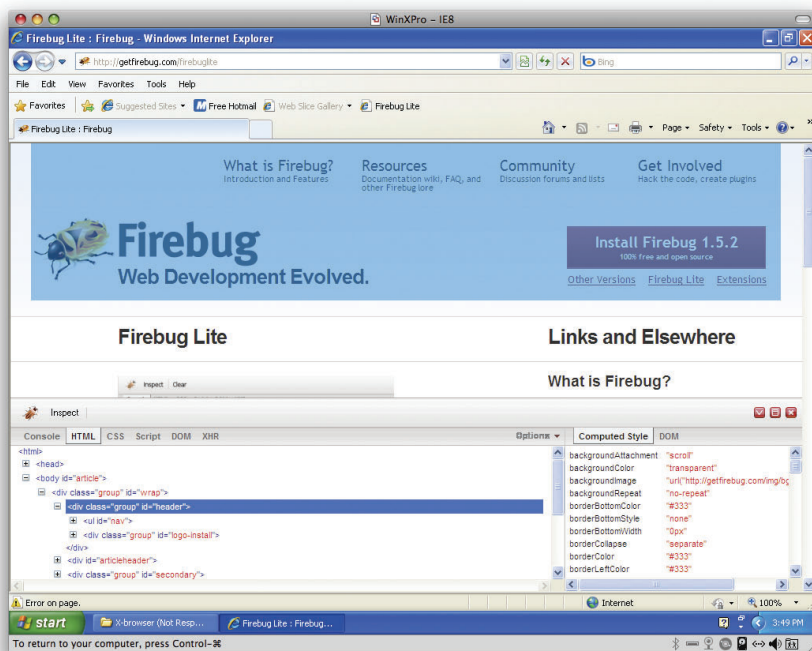 WinXPro – IE8
Firebug Lite : Firebug - Windows Internet Explorer
http://getfirebug.com/firebuglite
Bing
File Edit View Favorites Tools Help
Favorites Suggested Sites Free Hotmail Web Slice Gallery Firebug Lite
Firebug Lite : Firebug
Page Safety Tools
What is Firebug? Resources Community Get Involved
Introduction and Features Documentation wiki, FAQ, and Discussion forums and lists Hack the code, create plugins
other Firebug lore
Firebug
Install Firebug 1.5.2
100% free and open source
Web Development Evolved.
Other Versions Firebug Lite Extensions
Firebug Lite Links and Elsewhere
What is Firebug?
Inspect Clear
Inspect
Console HTML CSS Script DOM XHR Options Computed Style DOM
<html> backgroundAttachment "scroll"
<head> backgroundColor "transparent"
<body id="article"> backgroundImage "url("http://getfirebug.com/img/bg
<div class="group" id="wrap"> backgroundRepeat "no-repeat"
<div class="group" id="header"> borderBottomColor "#333"
<ul id="nav"> borderBottomStyle "none"
<div class="group" id="logo-install"> borderBottomWidth "0px"
</div> borderCollapse "separate"
<div id="articleheader"> borderColor "#333"
<div class="group" id="secondary"> borderLeftColor "#333"
Error on page. Internet 100%
start X-browser (Not Resp... Firebug Lite : Firebug... 3:49 PM
To return to your computer, press Control-⌘